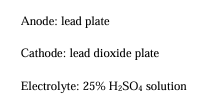 Anode: lead plate
Cathode: lead dioxide plate
Electrolyte: 25% H₂SO₄ solution